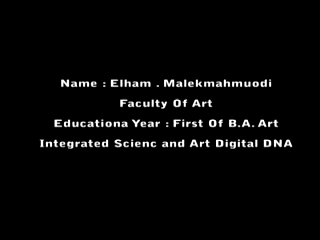 Name : Elham . Malekmahmuodi
Faculty Of Art
Educationa Year : First Of B.A. Art
Integrated Scienc and Art Digital DNA